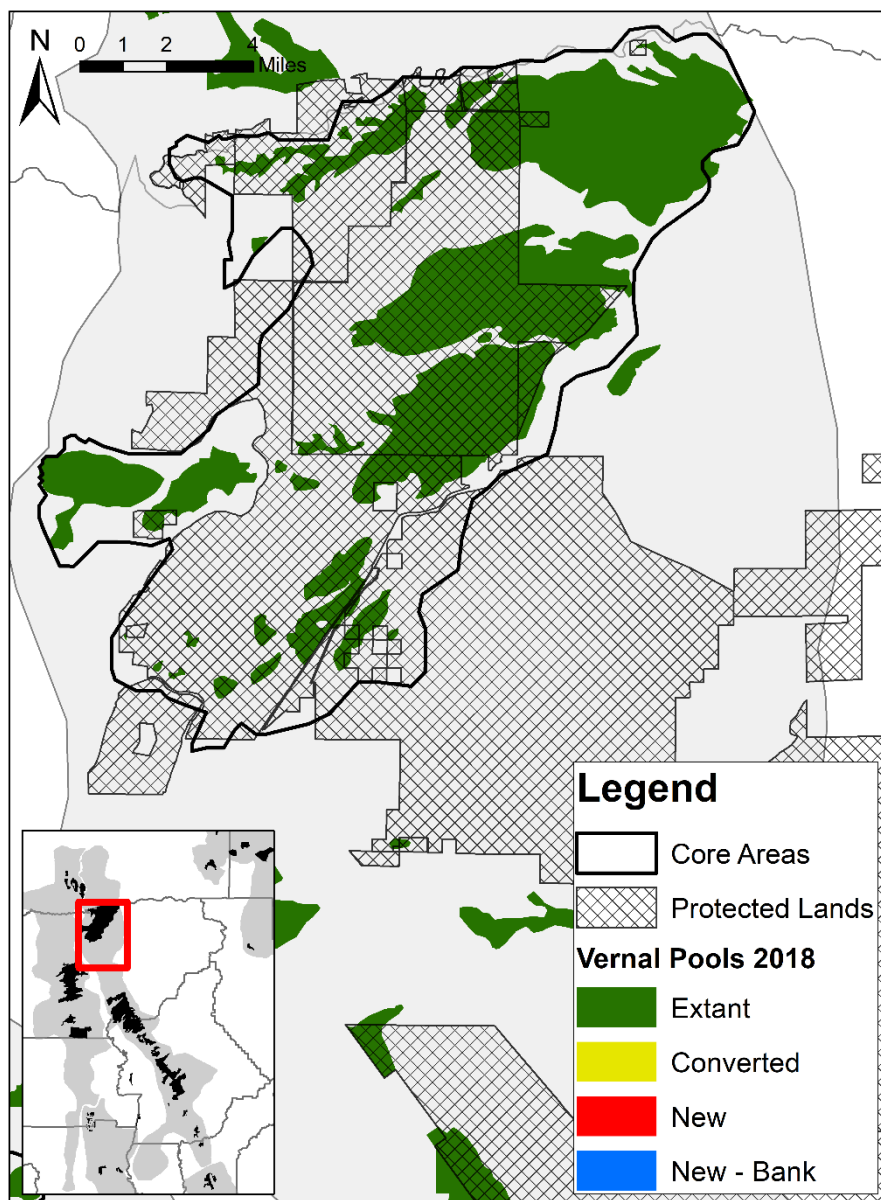 N
0 1 2 4
Miles
Legend
Core Areas
Protected Lands
Vernal Pools 2018
Extant
Converted
New
New - Bank